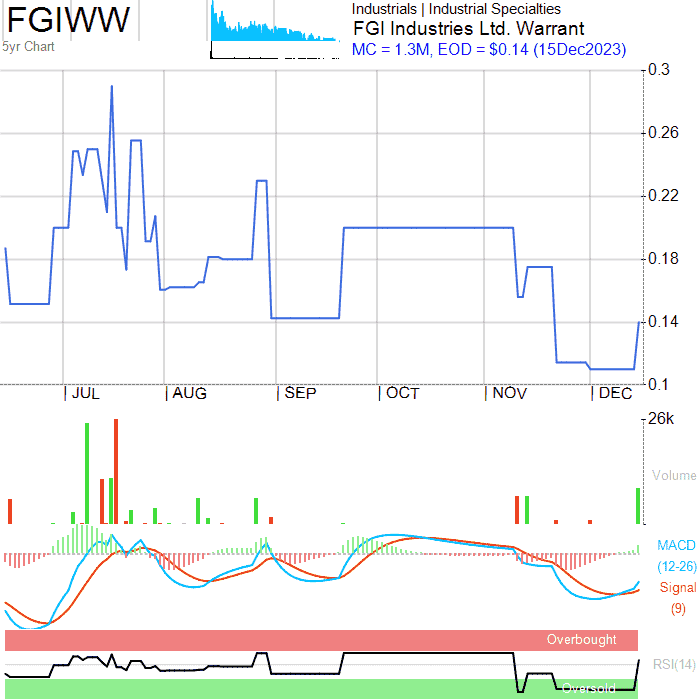 FGIWW
5yr Chart
Industrials | Industrial Specialties
FGI Industries Ltd. Warrant
MC = 1.3M, EOD = $0.14 (15Dec2023)
0.3
0.26
0.22
0.18
0.14
0.1
| JUL | AUG | SEP | OCT | NOV | DEC
26k
Volume
MACD
(12-26)
Signal
(9)
Overbought
RSI(14)
Oversold